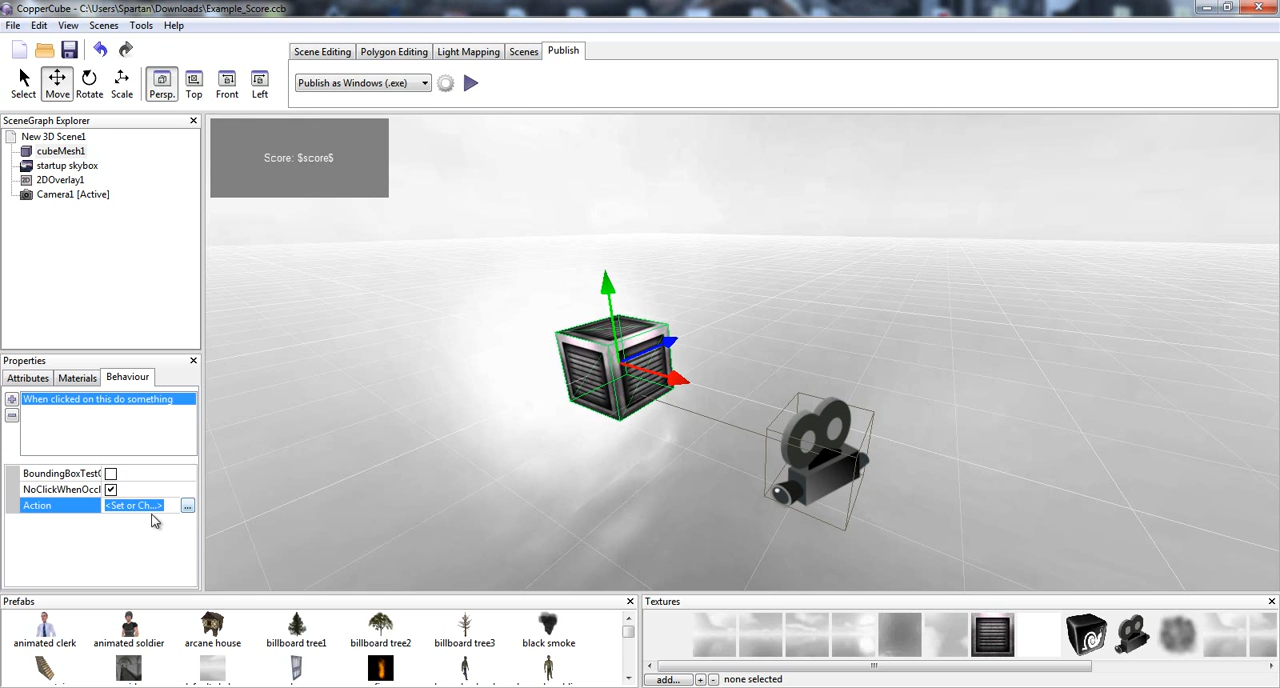 CopperCube - C:\Users\Spartan\Downloads\Example_Score.ccb
File Edit View Scenes Tools Help
Scene Editing Polygon Editing Light Mapping Scenes Publish
Publish as Windows (.exe)
Select Move Rotate Scale Persp. Top Front Left
SceneGraph Explorer
New 3D Scene1
cubeMesh1
startup skybox
2DOverlay1
Camera1 [Active]
Score: $score$
Properties
Attributes Materials Behaviour
When clicked on this do something
BoundingBoxTestO
NoClickWhenOccl
Action <Set or Ch...> ...
Prefabs
animated clerk animated soldier arcane house billboard tree1 billboard tree2 billboard tree3 black smoke
Textures
add... + - none selected